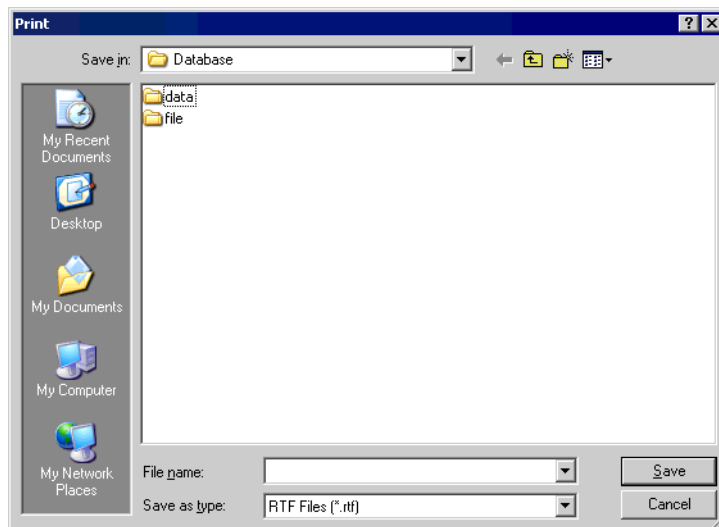 Print
Save in: Database
data
file
My Recent
Documents
Desktop
My Documents
My Computer
My Network
Places
File name:
Save
Save as type: RTF Files (*.rtf)
Cancel